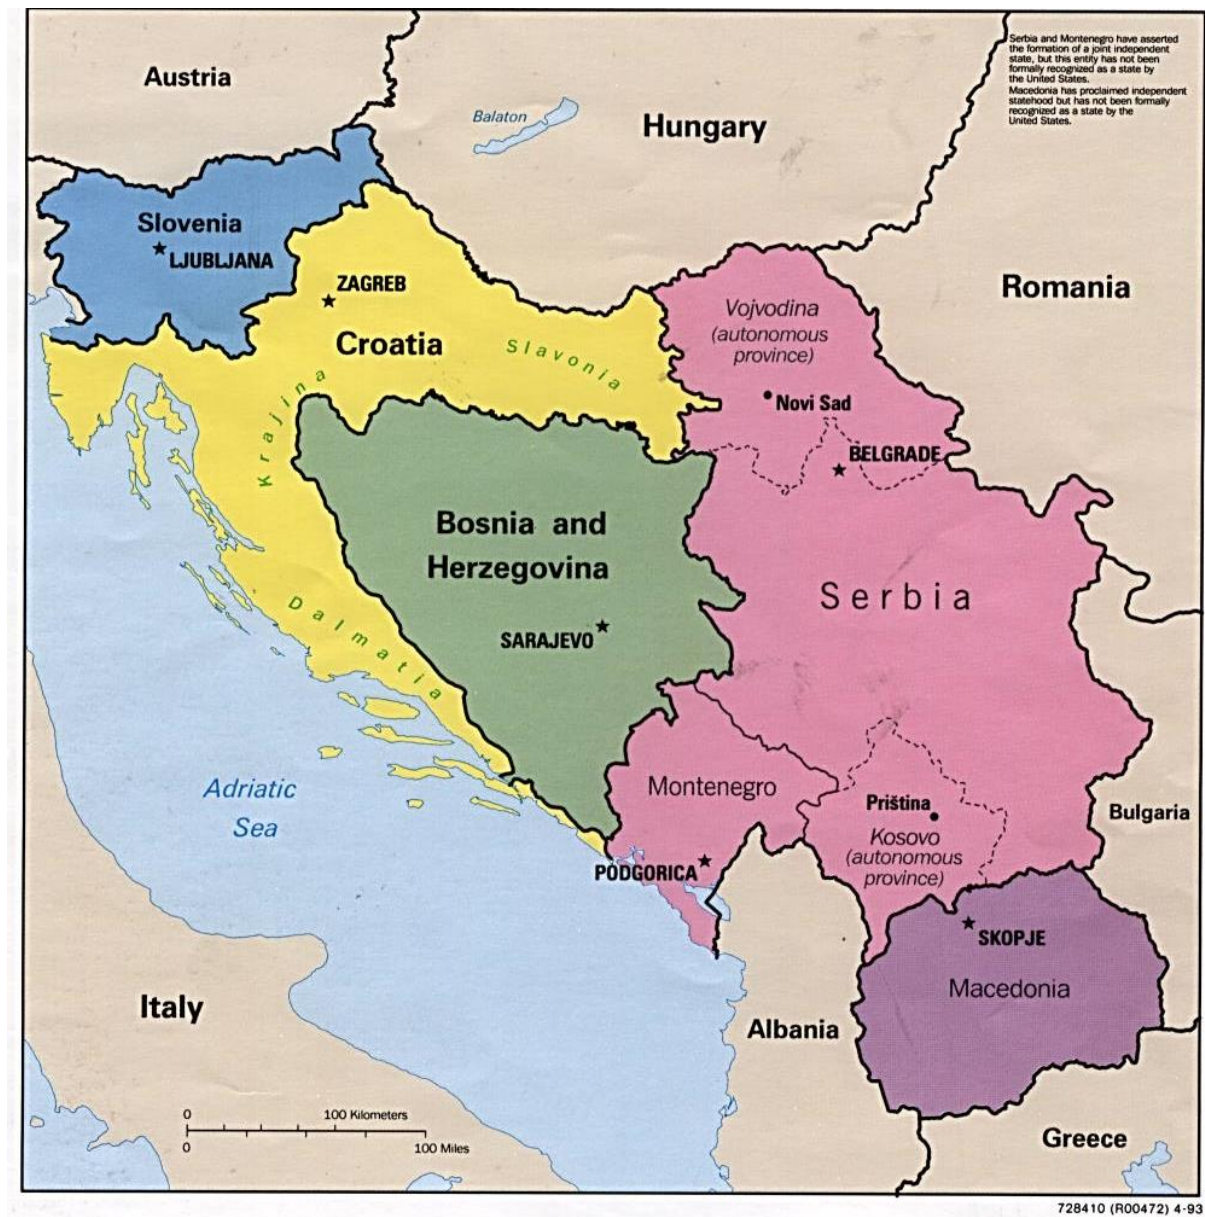 Serbia and Montenegro have asserted
the formation of a joint independent
state, but this entity has not been
formally recognized as a state by
the United States.
Macedonia has proclaimed independent
statehood but has not been formally
recognized as a state by the
United States.
Austria
Balaton
Hungary
Slovenia
LJUBLJANA
ZAGREB
Croatia
Slavonia
Krajina
Vojvodina
(autonomous
province)
Novi Sad
BELGRADE
Romania
Bosnia and
Herzegovina
SARAJEVO
Serbia
Dalmatia
Adriatic
Sea
Montenegro
Priština
Kosovo
(autonomous
province)
Bulgaria
PODGORICA
SKOPJE
Macedonia
Italy
Albania
Greece
0 100 Kilometers
0 100 Miles
728410 (R00472) 4-93